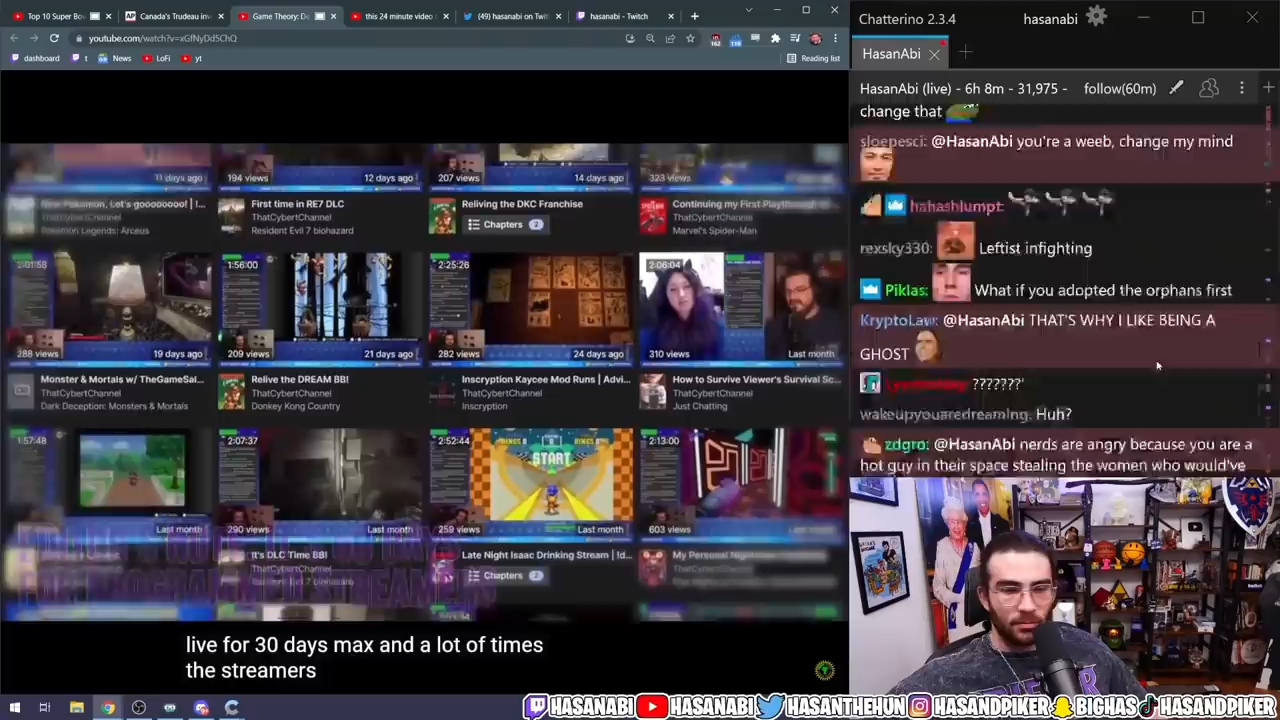 Top 10 Super Bow
Canada's Trudeau inv
Game Theory: D
this 24 minute video
(49) hasanabi on Twit
hasanabi - Twitch
youtube.com/watch?v=xGfNyDd5ChQ
dashboard
t
News
LoFi
yt
Reading list
11 days ago
194 views
12 days ago
207 views
14 days ago
323 views
New Pokemon, Let's gooooooo! | !...
ThatCybertChannel
Pokémon Legends: Arceus
First time in RE7 DLC
ThatCybertChannel
Resident Evil 7 biohazard
Reliving the DKC Franchise
Chapters 2
Continuing my First Playthrough
ThatCybertChannel
Marvel's Spider-Man
2:01:58
1:56:00
2:25:26
2:06:04
288 views
19 days ago
209 views
21 days ago
282 views
24 days ago
310 views
Last month
Monster & Mortals w/ TheGameSal...
ThatCybertChannel
Dark Deception: Monsters & Mortals
Relive the DREAM BB!
ThatCybertChannel
Donkey Kong Country
Inscryption Kaycee Mod Runs | Advi...
ThatCybertChannel
Inscryption
How to Survive Viewer's Survival Sc...
ThatCybertChannel
Just Chatting
1:57:48
2:07:37
2:52:44
2:13:00
START
Last month
290 views
Last month
259 views
Last month
603 views
It's DLC Time BB!
ThatCybertChannel
Resident Evil 7 biohazard
Late Night Isaac Drinking Stream | !d...
Chapters 2
My Personal
live for 30 days max and a lot of times
the streamers
Chatterino 2.3.4
hasanabi
HasanAbi
HasanAbi (live) - 6h 8m - 31,975 -
follow(60m)
change that
sloepesci: @HasanAbi you're a weeb, change my mind
hahashlumpt:
rexsky330: Leftist infighting
Piklas: What if you adopted the orphans first
KryptoLaw: @HasanAbi THAT'S WHY I LIKE BEING A
GHOST
??????'
wakeupyouaredreaming: Huh?
zdgro: @HasanAbi nerds are angry because you are a
hot guy in their space stealing the women who would've
HASANABI
HASANABI
HASANTHEHUN
HASANDPIKER
BIGHAS
HASANDPIKER